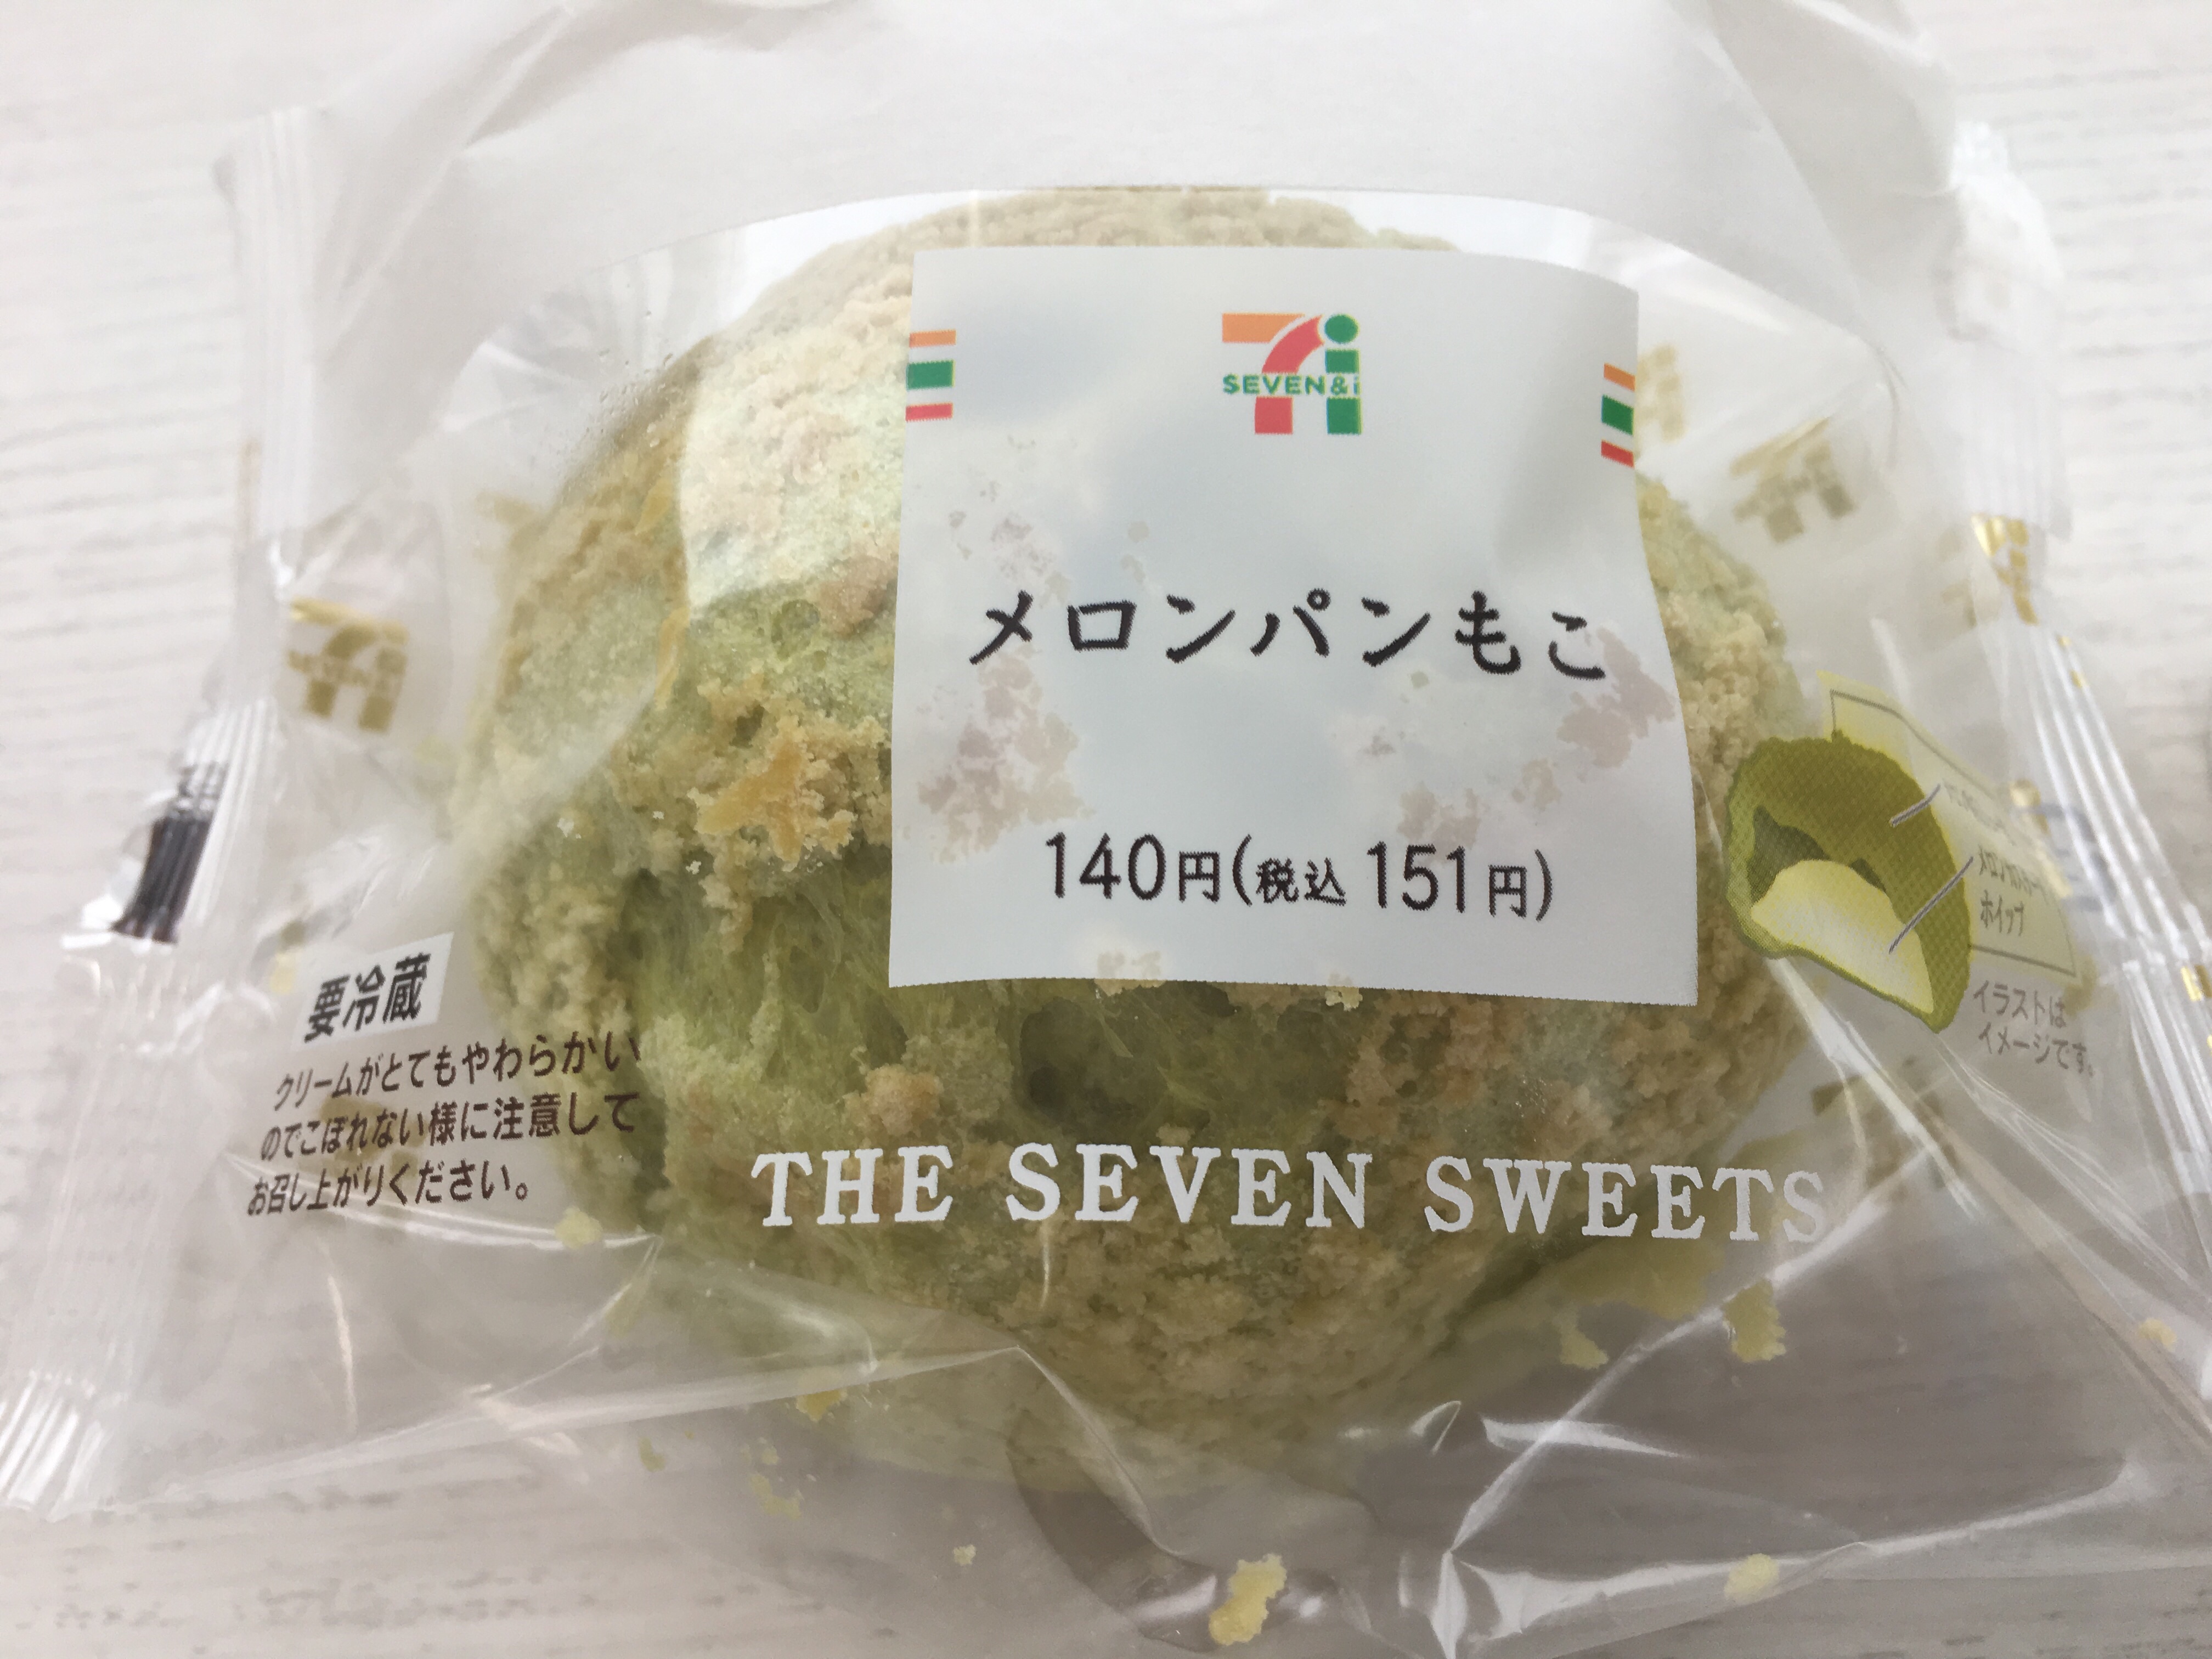 SEVEN&i
メロンパンもこ
140円(税込 151円)
ホイップ
イラストは
イメージです。
要冷蔵
クリームがとてもやわらかい
のでこぼれない様に注意して
お召し上がりください。
THE SEVEN SWEETS